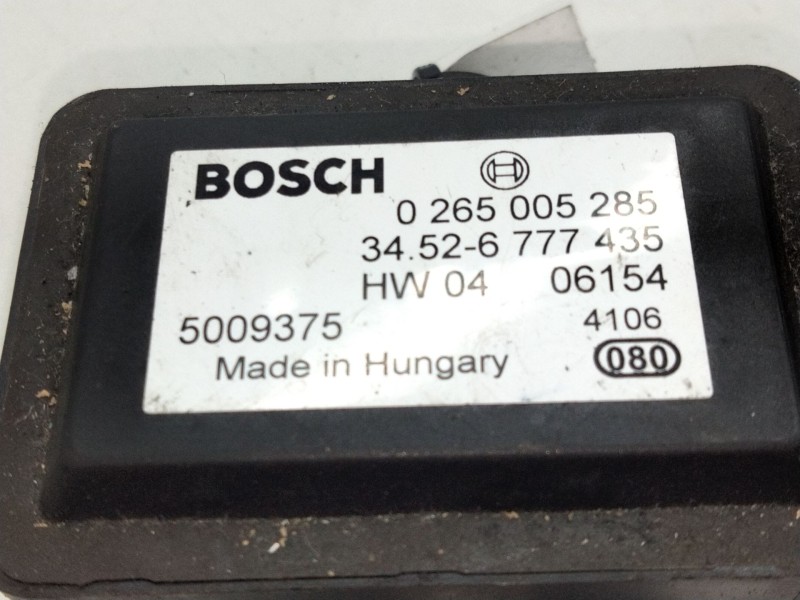 BOSCH
0 265 005 285
34.52-6 777 435
HW 04 06154
5009375 4106
Made in Hungary 080